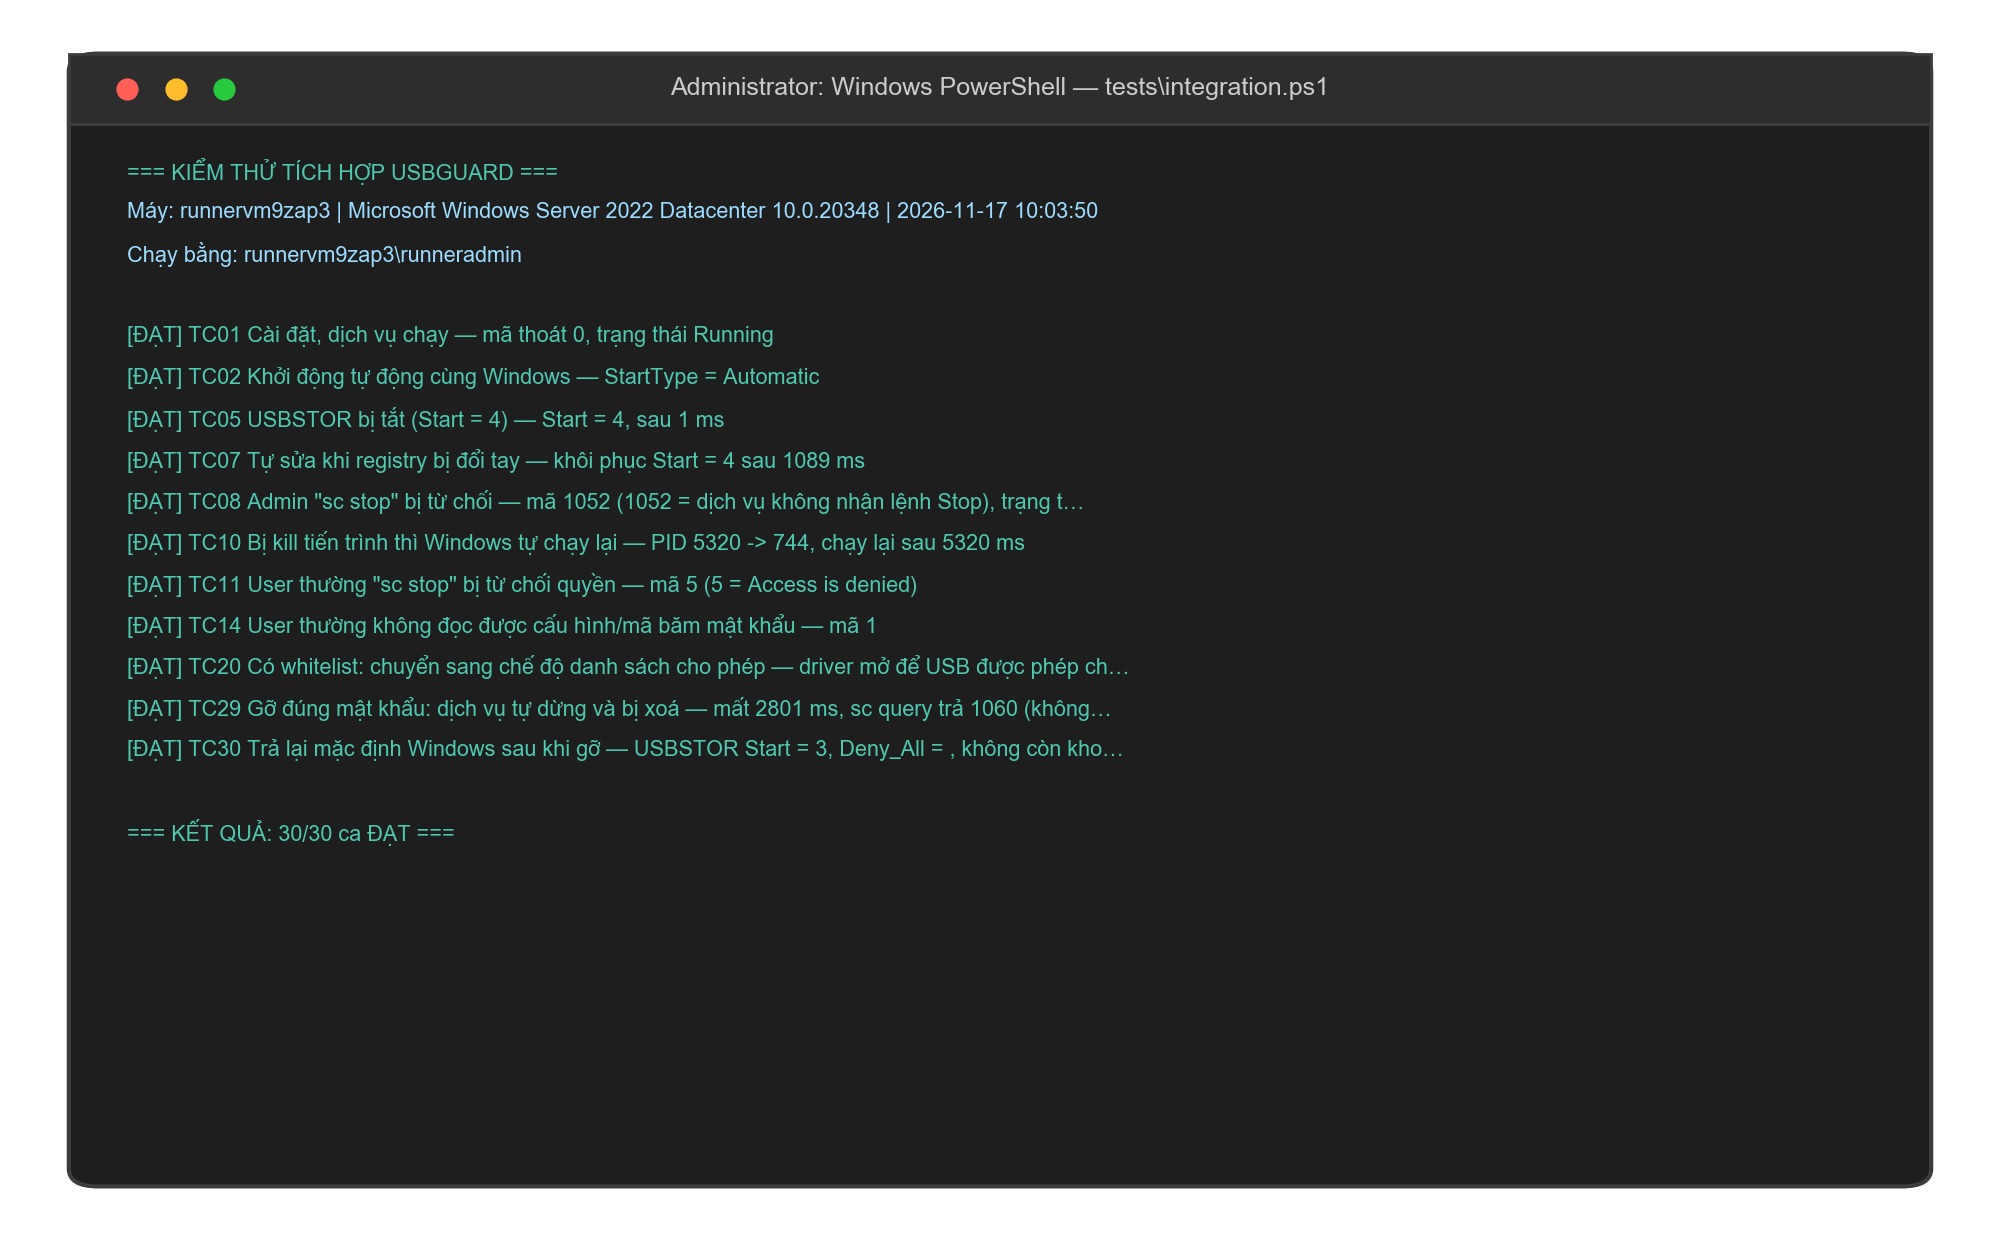 Administrator: Windows PowerShell — tests\integration.ps1
=== KIỂM THỬ TÍCH HỢP USBGUARD ===
Máy: runnervm9zap3 | Microsoft Windows Server 2022 Datacenter 10.0.20348 | 2026-11-17 10:03:50
Chạy bằng: runnervm9zap3\runneradmin
[ĐẠT] TC01 Cài đặt, dịch vụ chạy — mã thoát 0, trạng thái Running
[ĐẠT] TC02 Khởi động tự động cùng Windows — StartType = Automatic
[ĐẠT] TC05 USBSTOR bị tắt (Start = 4) — Start = 4, sau 1 ms
[ĐẠT] TC07 Tự sửa khi registry bị đổi tay — khôi phục Start = 4 sau 1089 ms
[ĐẠT] TC08 Admin "sc stop" bị từ chối — mã 1052 (1052 = dịch vụ không nhận lệnh Stop), trạng t…
[ĐẠT] TC10 Bị kill tiến trình thì Windows tự chạy lại — PID 5320 -> 744, chạy lại sau 5320 ms
[ĐẠT] TC11 User thường "sc stop" bị từ chối quyền — mã 5 (5 = Access is denied)
[ĐẠT] TC14 User thường không đọc được cấu hình/mã băm mật khẩu — mã 1
[ĐẠT] TC20 Có whitelist: chuyển sang chế độ danh sách cho phép — driver mở để USB được phép ch…
[ĐẠT] TC29 Gỡ đúng mật khẩu: dịch vụ tự dừng và bị xoá — mất 2801 ms, sc query trả 1060 (không…
[ĐẠT] TC30 Trả lại mặc định Windows sau khi gỡ — USBSTOR Start = 3, Deny_All = , không còn kho…
=== KẾT QUẢ: 30/30 ca ĐẠT ===